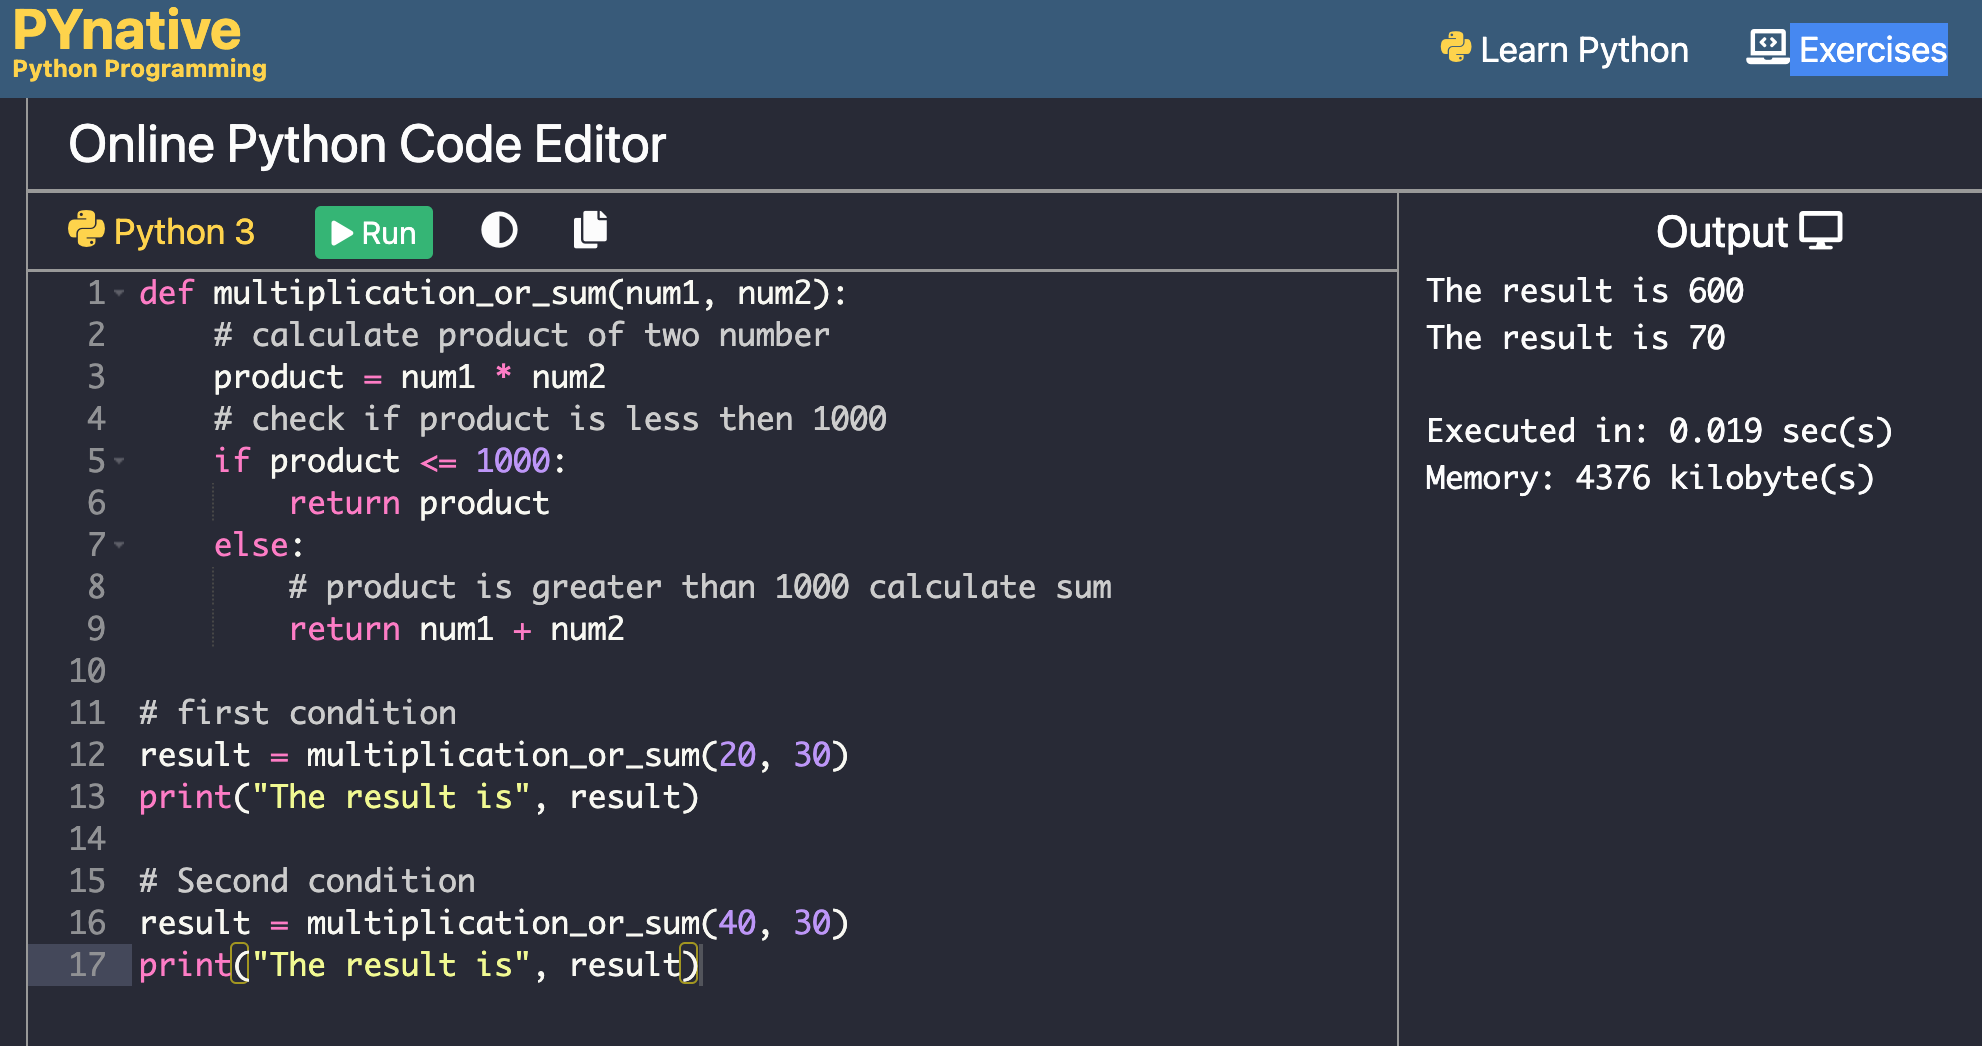 PYnative
Python Programming
Learn Python
Exercises
Online Python Code Editor
Python 3
Run
1 def multiplication_or_sum(num1, num2):
2     # calculate product of two number
3     product = num1 * num2
4     # check if product is less then 1000
5     if product <= 1000:
6         return product
7     else:
8         # product is greater than 1000 calculate sum
9         return num1 + num2
10
11 # first condition
12 result = multiplication_or_sum(20, 30)
13 print("The result is", result)
14
15 # Second condition
16 result = multiplication_or_sum(40, 30)
17 print("The result is", result)
Output
The result is 600
The result is 70
Executed in: 0.019 sec(s)
Memory: 4376 kilobyte(s)